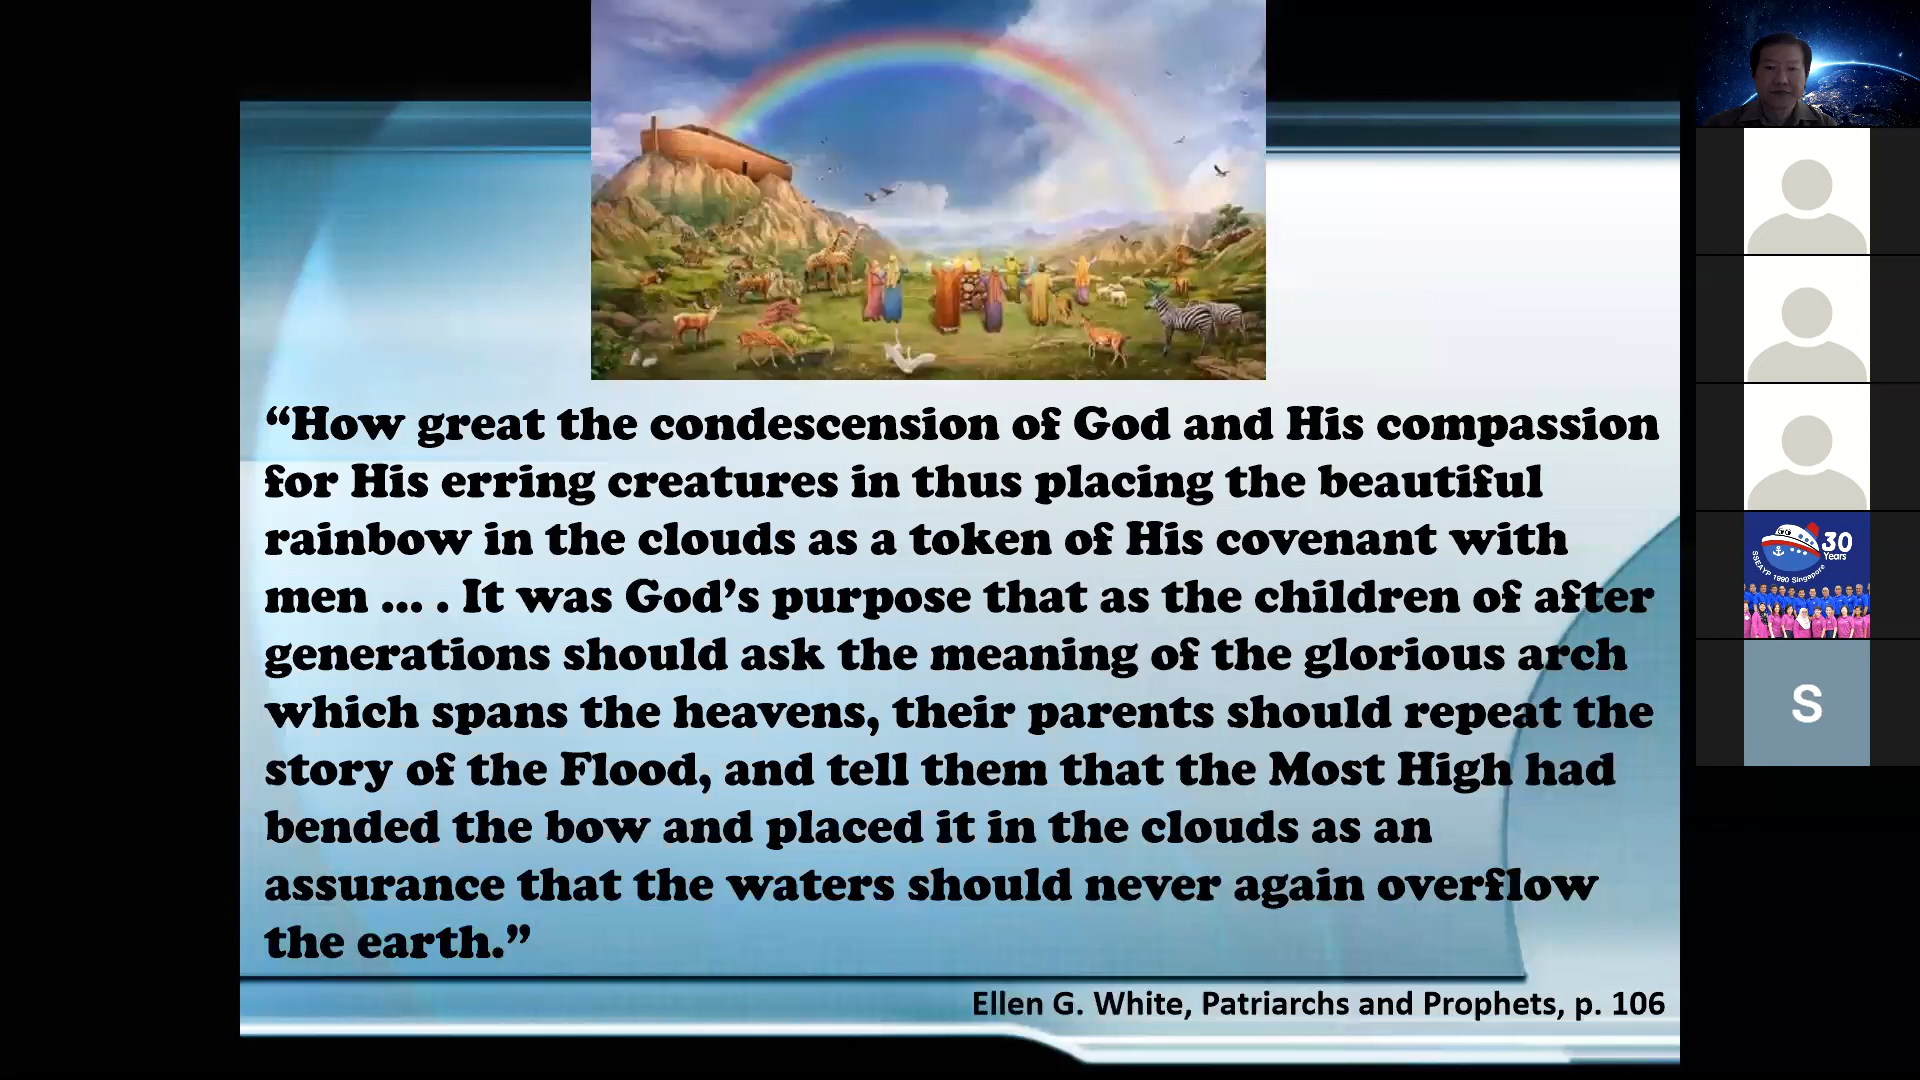 “How great the condescension of God and His compassion
for His erring creatures in thus placing the beautiful
rainbow in the clouds as a token of His covenant with
men ... . It was God’s purpose that as the children of after
generations should ask the meaning of the glorious arch
which spans the heavens, their parents should repeat the
story of the Flood, and tell them that the Most High had
bended the bow and placed it in the clouds as an
assurance that the waters should never again overflow
the earth.”
Ellen G. White, Patriarchs and Prophets, p. 106
30
Years
SSEAYP 1990 Singapore
S